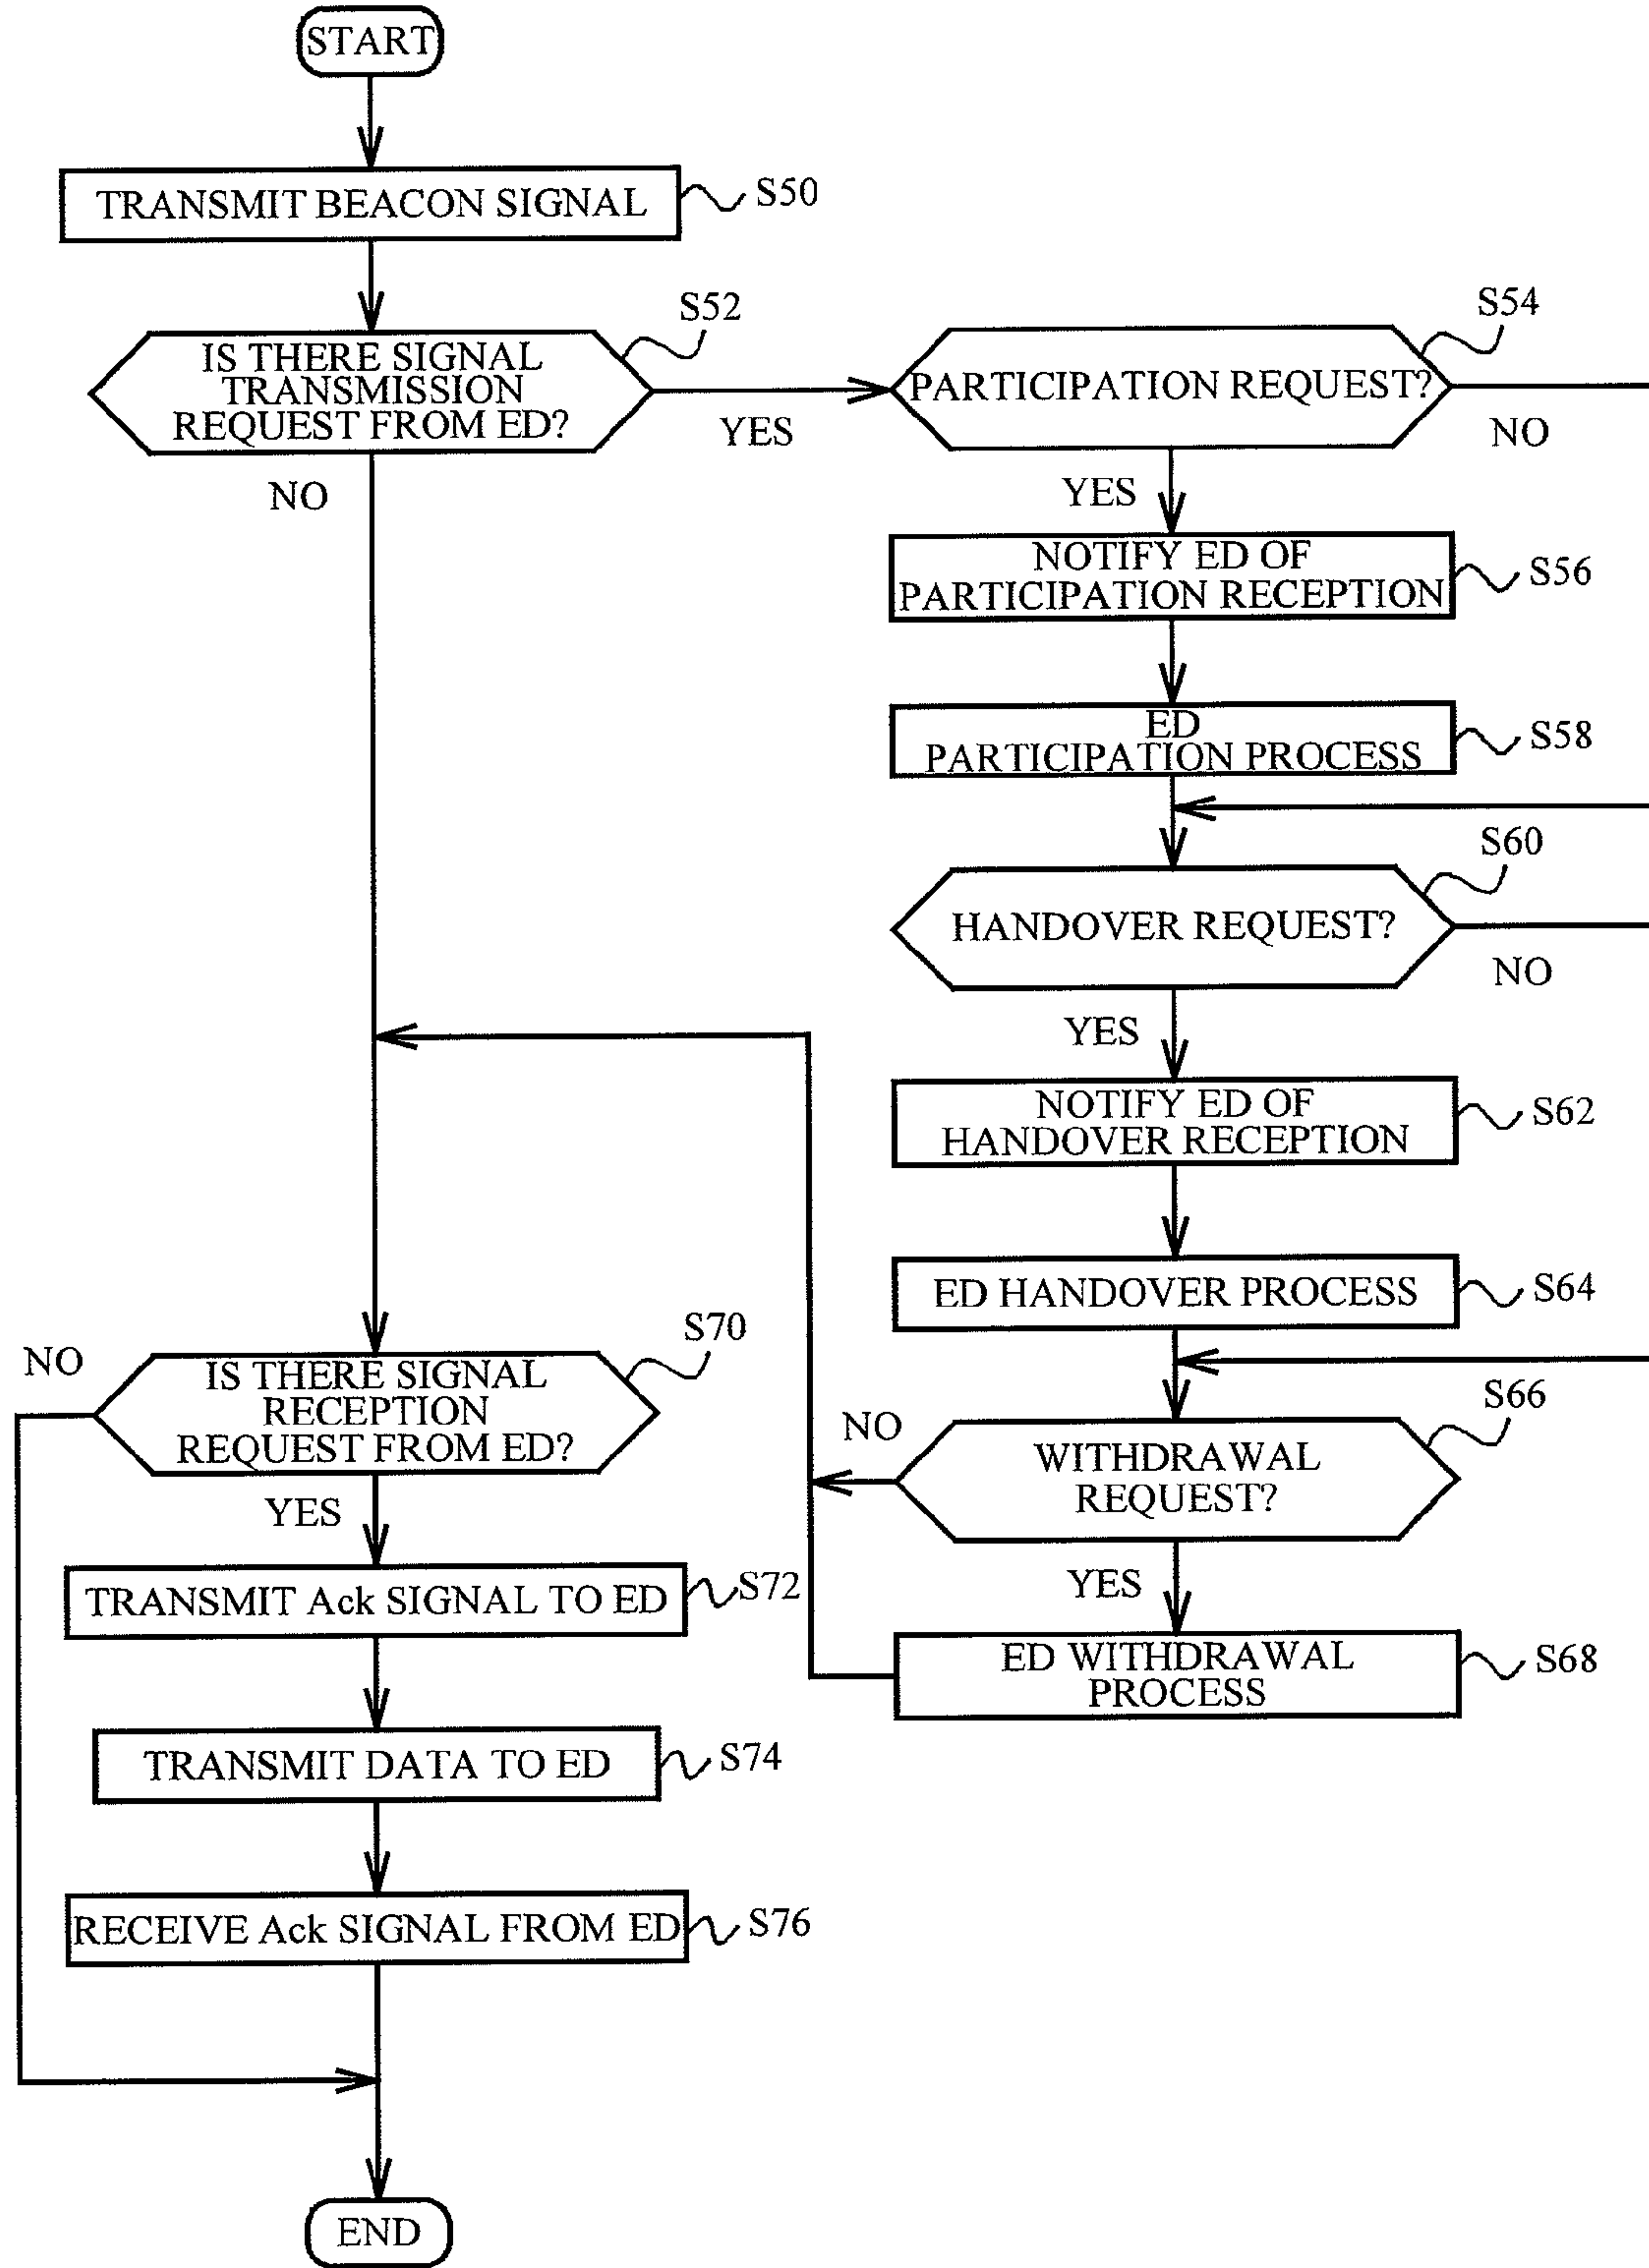 START
TRANSMIT BEACON SIGNAL
S50
IS THERE SIGNAL
TRANSMISSION
REQUEST FROM ED?
S52
YES
NO
PARTICIPATION REQUEST?
S54
NO
YES
NOTIFY ED OF
PARTICIPATION RECEPTION
S56
ED
PARTICIPATION PROCESS
S58
HANDOVER REQUEST?
S60
NO
YES
NOTIFY ED OF
HANDOVER RECEPTION
S62
ED HANDOVER PROCESS
S64
WITHDRAWAL
REQUEST?
S66
NO
YES
ED WITHDRAWAL
PROCESS
S68
IS THERE SIGNAL
RECEPTION
REQUEST FROM ED?
S70
NO
YES
TRANSMIT Ack SIGNAL TO ED
S72
TRANSMIT DATA TO ED
S74
RECEIVE Ack SIGNAL FROM ED
S76
END